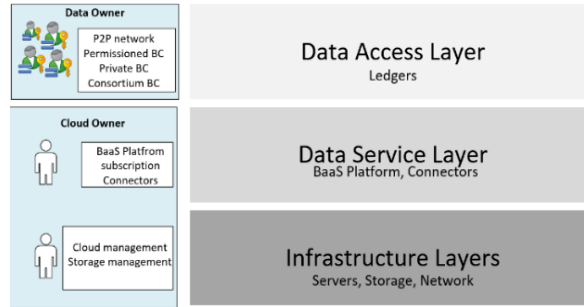 Data Owner
P2P network
Permissioned BC
Private BC
Consortium BC
Data Access Layer
Ledgers
Cloud Owner
BaaS Platfrom
subscription
Connectors
Data Service Layer
BaaS Platform, Connectors
Cloud management
Storage management
Infrastructure Layers
Servers, Storage, Network